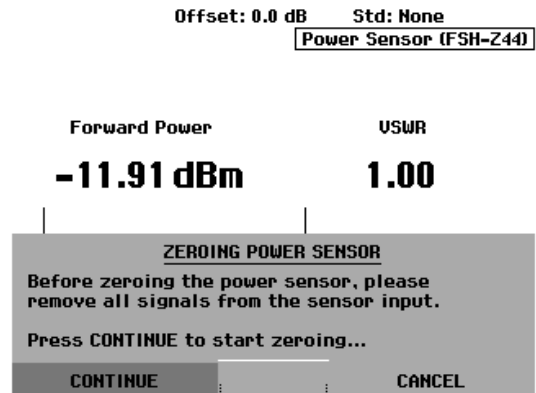 Offset: 0.0 dB Std: None
Power Sensor (FSH-Z44)
Forward Power VSWR
-11.91 dBm 1.00
ZEROING POWER SENSOR
Before zeroing the power sensor, please
remove all signals from the sensor input.
Press CONTINUE to start zeroing...
CONTINUE CANCEL